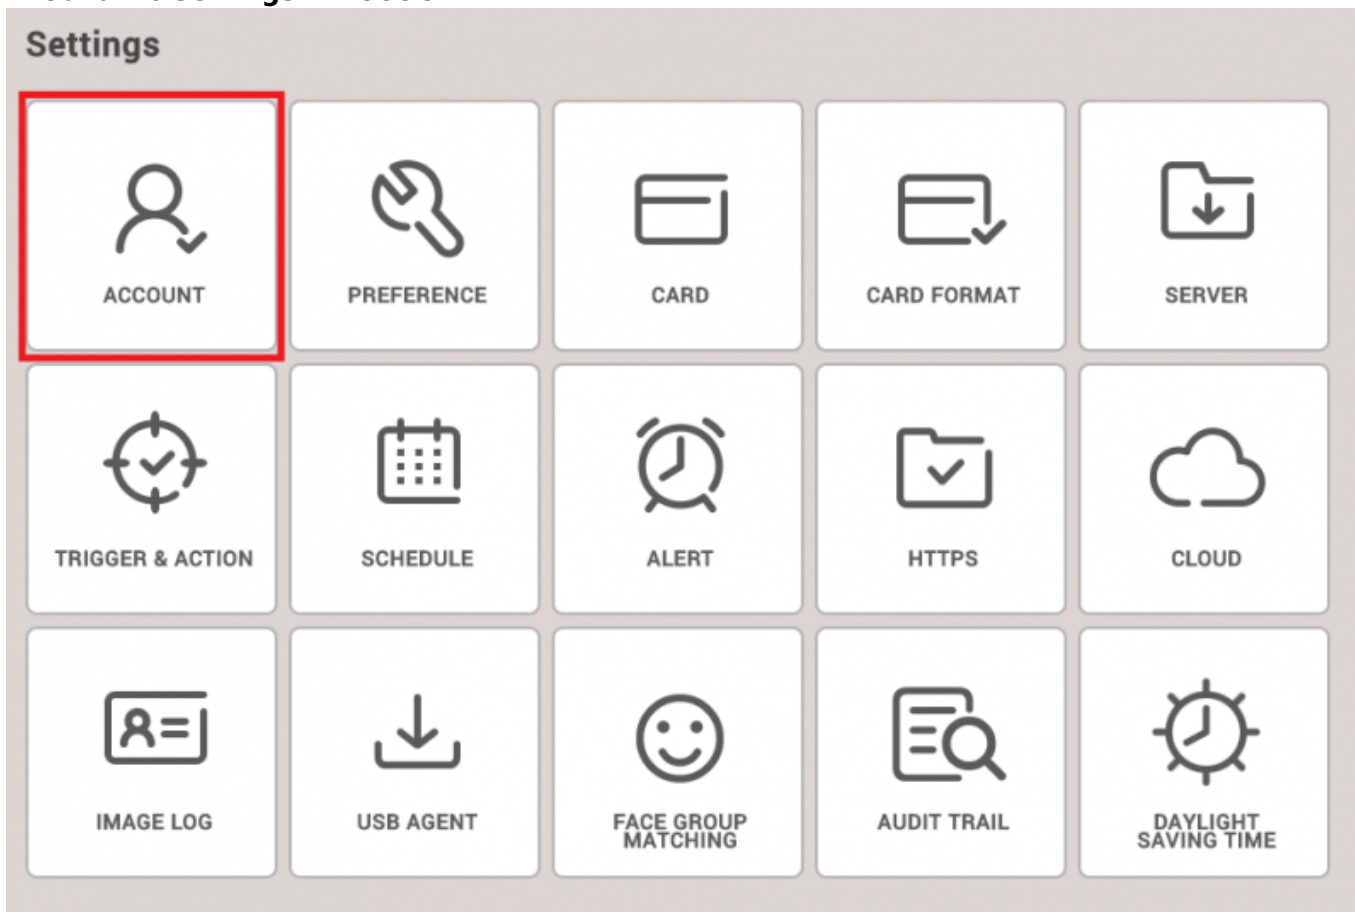 Settings
ACCOUNT
PREFERENCE
CARD
CARD FORMAT
SERVER
TRIGGER & ACTION
SCHEDULE
ALERT
HTTPS
CLOUD
IMAGE LOG
USB AGENT
FACE GROUP
MATCHING
AUDIT TRAIL
DAYLIGHT
SAVING TIME